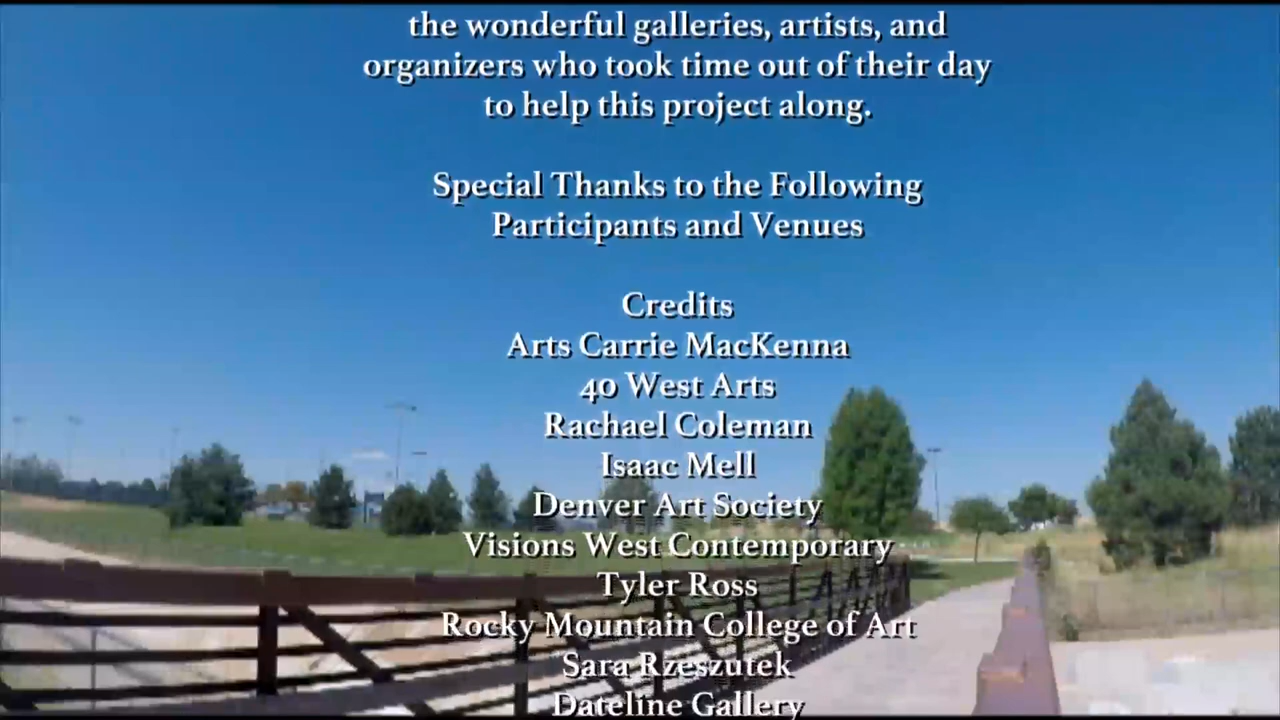 the wonderful galleries, artists, and
organizers who took time out of their day
to help this project along.
Special Thanks to the Following
Participants and Venues
Credits
Arts Carrie MacKenna
40 West Arts
Rachael Coleman
Isaac Mell
Denver Art Society
Visions West Contemporary
Tyler Ross
Rocky Mountain College of Art
Sara Rzeszutek
Dateline Gallery